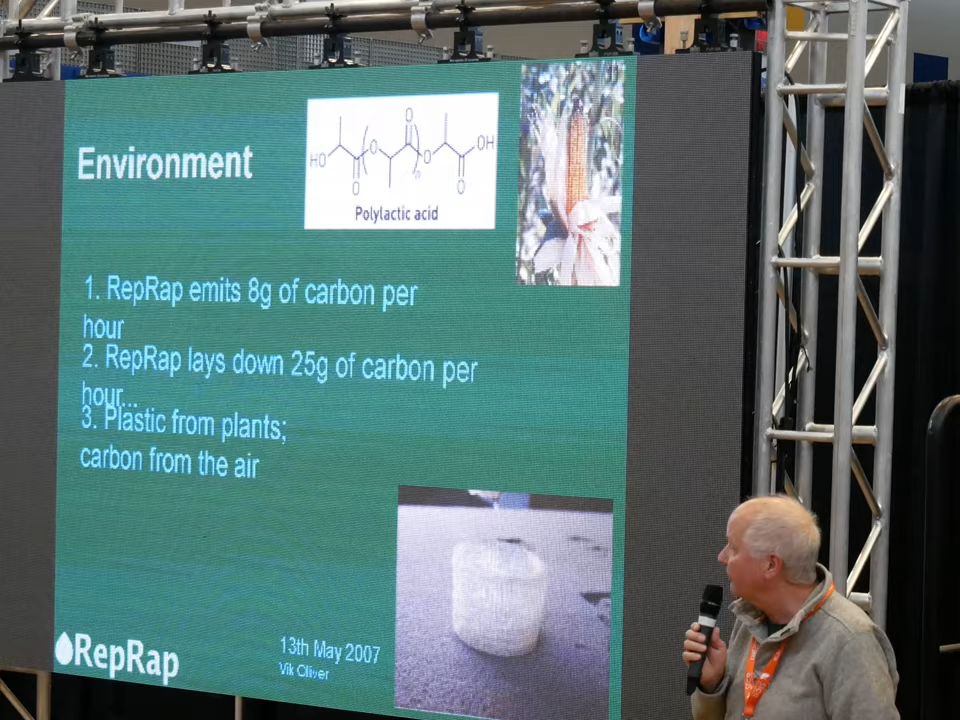 Environment
HO
O
O
O
O
O
OH
Polylactic acid
1. RepRap emits 8g of carbon per
hour
2. RepRap lays down 25g of carbon per
hour...
3. Plastic from plants;
carbon from the air
RepRap
13th May 2007
Vik Olliver